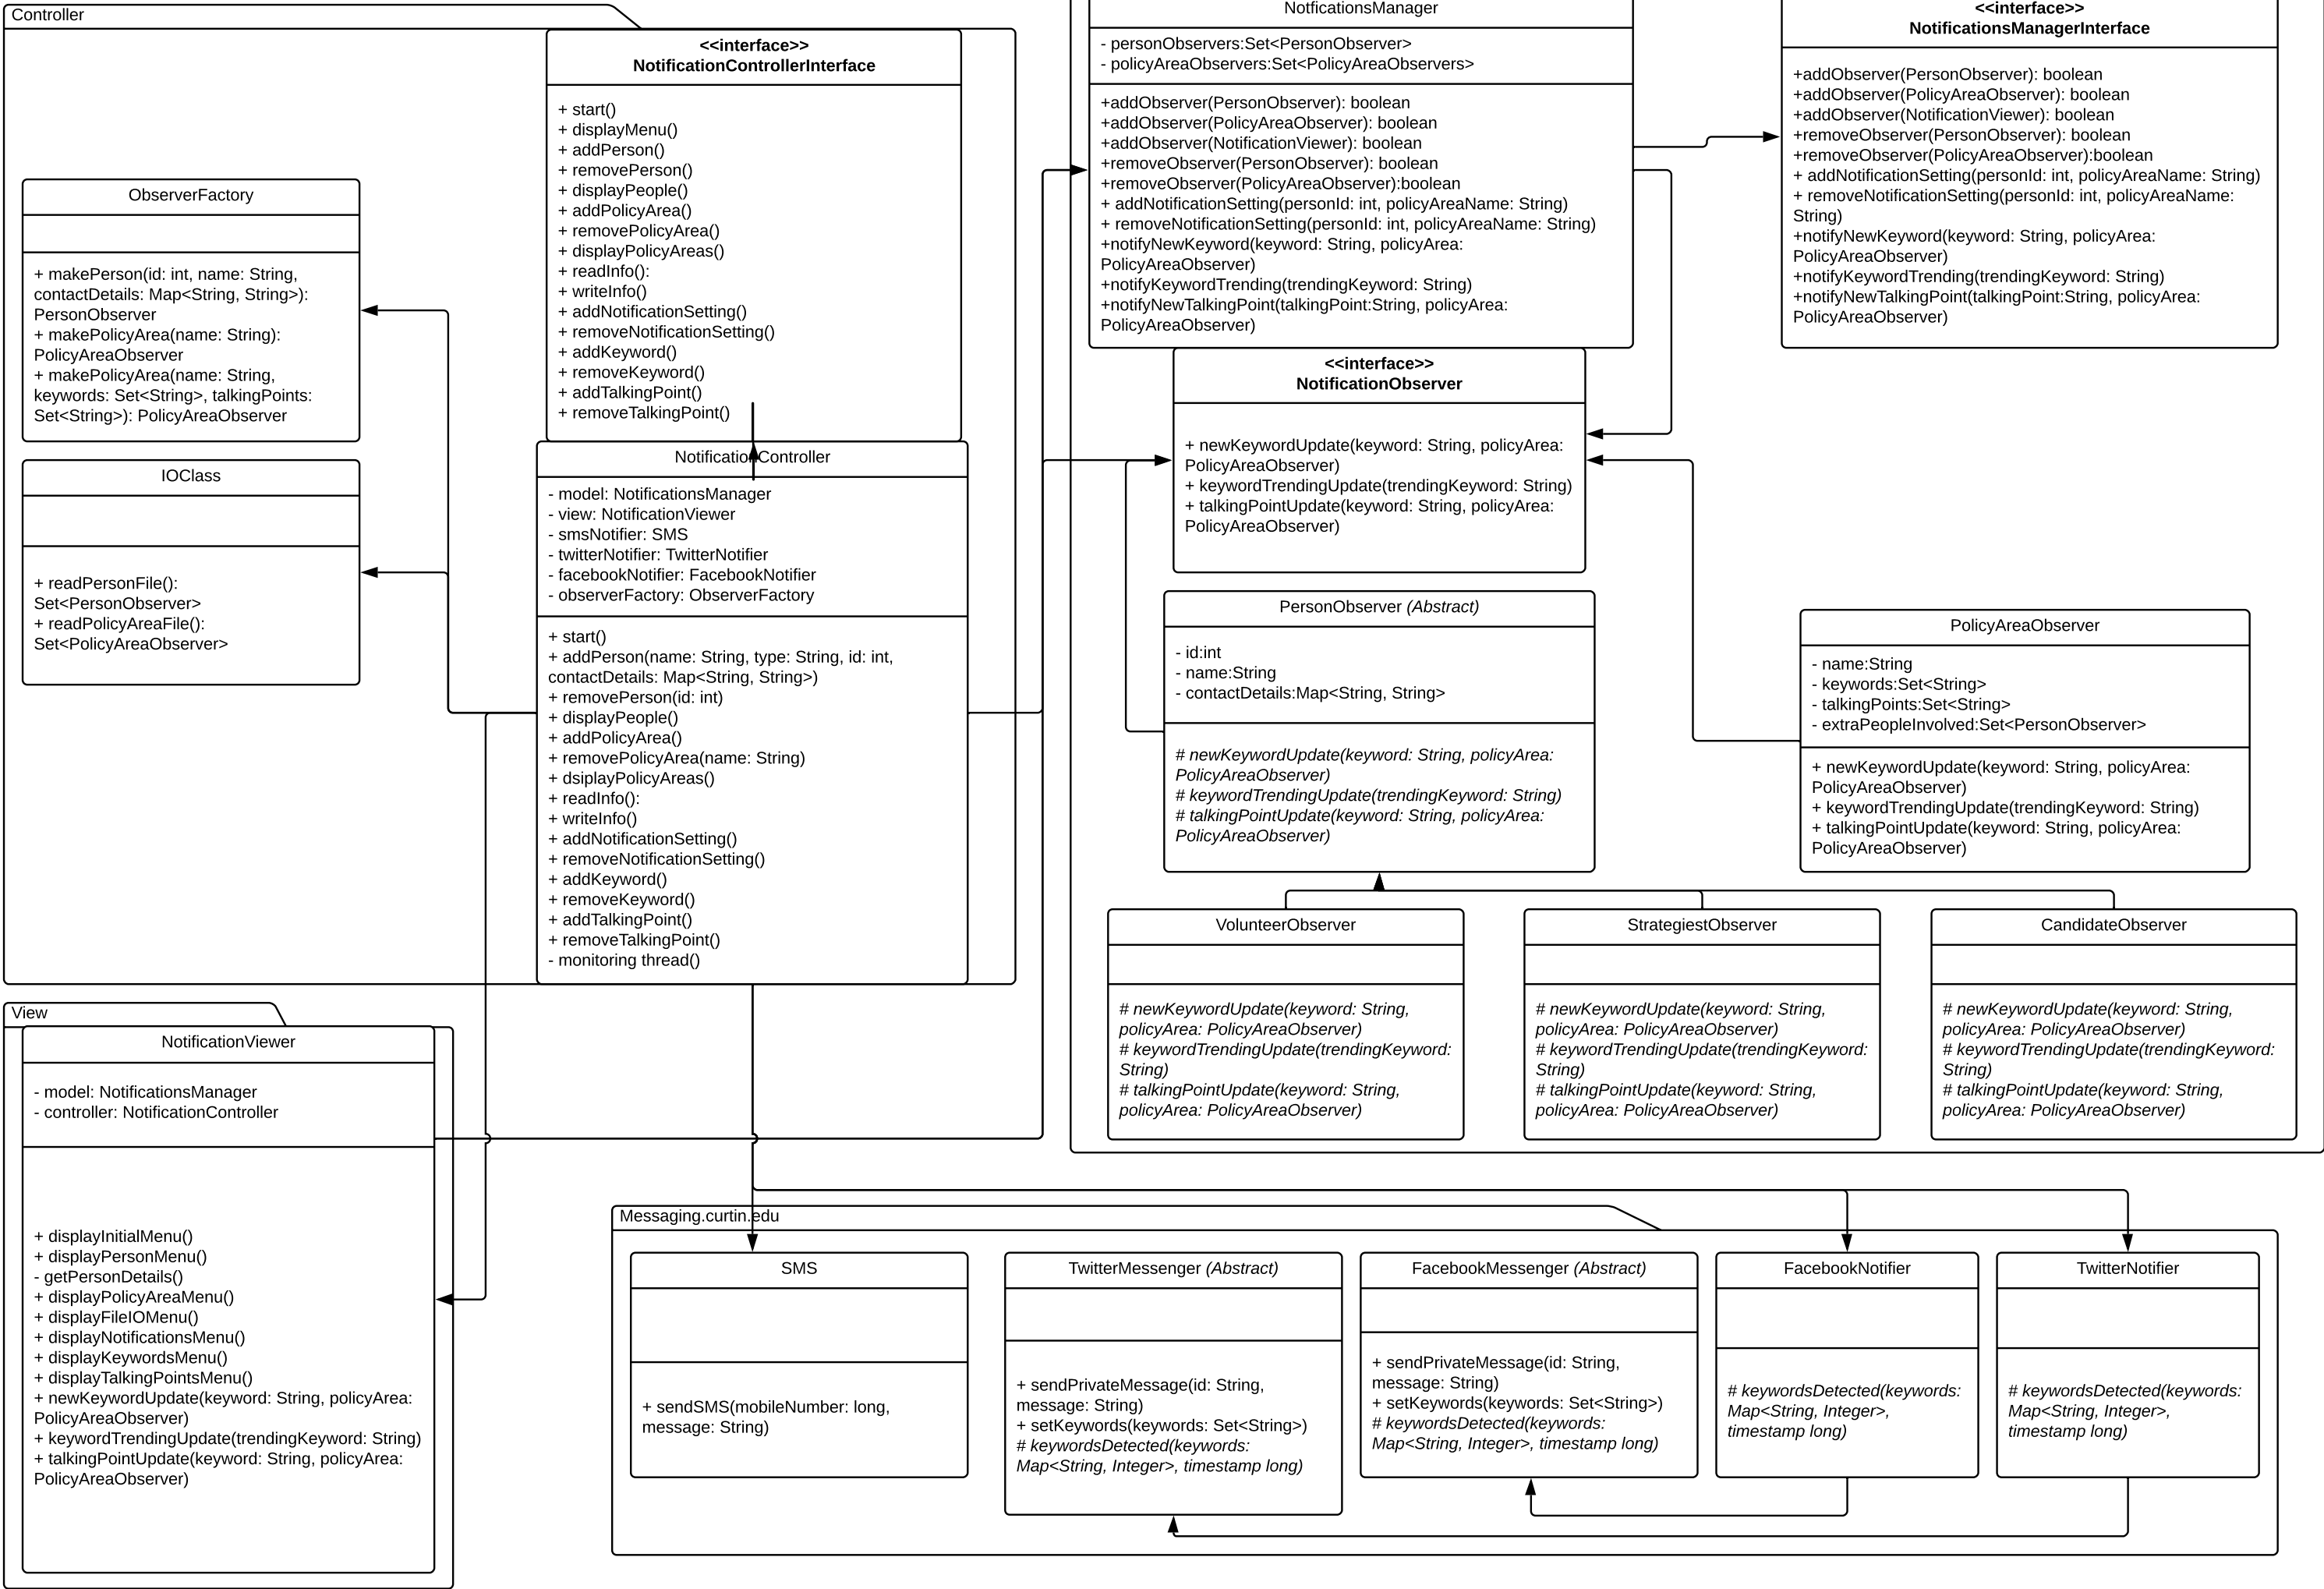 Controller
<<interface>>
NotificationControllerInterface
+ start()
+ displayMenu()
+ addPerson()
+ removePerson()
+ displayPeople()
+ addPolicyArea()
+ removePolicyArea()
+ displayPolicyAreas()
+ readInfo():
+ writeInfo()
+ addNotificationSetting()
+ removeNotificationSetting()
+ addKeyword()
+ removeKeyword()
+ addTalkingPoint()
+ removeTalkingPoint()
ObserverFactory
+ makePerson(id: int, name: String,
contactDetails: Map<String, String>):
PersonObserver
+ makePolicyArea(name: String):
PolicyAreaObserver
+ makePolicyArea(name: String,
keywords: Set<String>, talkingPoints:
Set<String>): PolicyAreaObserver
IOClass
+ readPersonFile():
Set<PersonObserver>
+ readPolicyAreaFile():
Set<PolicyAreaObserver>
NotificationController
- model: NotificationsManager
- view: NotificationViewer
- smsNotifier: SMS
- twitterNotifier: TwitterNotifier
- facebookNotifier: FacebookNotifier
- observerFactory: ObserverFactory
+ start()
+ addPerson(name: String, type: String, id: int,
contactDetails: Map<String, String>)
+ removePerson(id: int)
+ displayPeople()
+ addPolicyArea()
+ removePolicyArea(name: String)
+ dsiplayPolicyAreas()
+ readInfo():
+ writeInfo()
+ addNotificationSetting()
+ removeNotificationSetting()
+ addKeyword()
+ removeKeyword()
+ addTalkingPoint()
+ removeTalkingPoint()
- monitoring thread()
NotficationsManager
- personObservers:Set<PersonObserver>
- policyAreaObservers:Set<PolicyAreaObservers>
+addObserver(PersonObserver): boolean
+addObserver(PolicyAreaObserver): boolean
+addObserver(NotificationViewer): boolean
+removeObserver(PersonObserver): boolean
+removeObserver(PolicyAreaObserver):boolean
+ addNotificationSetting(personId: int, policyAreaName: String)
+ removeNotificationSetting(personId: int, policyAreaName: String)
+notifyNewKeyword(keyword: String, policyArea:
PolicyAreaObserver)
+notifyKeywordTrending(trendingKeyword: String)
+notifyNewTalkingPoint(talkingPoint:String, policyArea:
PolicyAreaObserver)
<<interface>>
NotificationsManagerInterface
+addObserver(PersonObserver): boolean
+addObserver(PolicyAreaObserver): boolean
+addObserver(NotificationViewer): boolean
+removeObserver(PersonObserver): boolean
+removeObserver(PolicyAreaObserver):boolean
+ addNotificationSetting(personId: int, policyAreaName: String)
+ removeNotificationSetting(personId: int, policyAreaName:
String)
+notifyNewKeyword(keyword: String, policyArea:
PolicyAreaObserver)
+notifyKeywordTrending(trendingKeyword: String)
+notifyNewTalkingPoint(talkingPoint:String, policyArea:
PolicyAreaObserver)
<<interface>>
NotificationObserver
+ newKeywordUpdate(keyword: String, policyArea:
PolicyAreaObserver)
+ keywordTrendingUpdate(trendingKeyword: String)
+ talkingPointUpdate(keyword: String, policyArea:
PolicyAreaObserver)
PersonObserver (Abstract)
- id:int
- name:String
- contactDetails:Map<String, String>
# newKeywordUpdate(keyword: String, policyArea:
PolicyAreaObserver)
# keywordTrendingUpdate(trendingKeyword: String)
# talkingPointUpdate(keyword: String, policyArea:
PolicyAreaObserver)
PolicyAreaObserver
- name:String
- keywords:Set<String>
- talkingPoints:Set<String>
- extraPeopleInvolved:Set<PersonObserver>
+ newKeywordUpdate(keyword: String, policyArea:
PolicyAreaObserver)
+ keywordTrendingUpdate(trendingKeyword: String)
+ talkingPointUpdate(keyword: String, policyArea:
PolicyAreaObserver)
VolunteerObserver
# newKeywordUpdate(keyword: String,
policyArea: PolicyAreaObserver)
# keywordTrendingUpdate(trendingKeyword:
String)
# talkingPointUpdate(keyword: String,
policyArea: PolicyAreaObserver)
StrategiestObserver
# newKeywordUpdate(keyword: String,
policyArea: PolicyAreaObserver)
# keywordTrendingUpdate(trendingKeyword:
String)
# talkingPointUpdate(keyword: String,
policyArea: PolicyAreaObserver)
CandidateObserver
# newKeywordUpdate(keyword: String,
policyArea: PolicyAreaObserver)
# keywordTrendingUpdate(trendingKeyword:
String)
# talkingPointUpdate(keyword: String,
policyArea: PolicyAreaObserver)
View
NotificationViewer
- model: NotificationsManager
- controller: NotificationController
+ displayInitialMenu()
+ displayPersonMenu()
- getPersonDetails()
+ displayPolicyAreaMenu()
+ displayFileIOMenu()
+ displayNotificationsMenu()
+ displayKeywordsMenu()
+ displayTalkingPointsMenu()
+ newKeywordUpdate(keyword: String, policyArea:
PolicyAreaObserver)
+ keywordTrendingUpdate(trendingKeyword: String)
+ talkingPointUpdate(keyword: String, policyArea:
PolicyAreaObserver)
Messaging.curtin.edu
SMS
+ sendSMS(mobileNumber: long,
message: String)
TwitterMessenger (Abstract)
+ sendPrivateMessage(id: String,
message: String)
+ setKeywords(keywords: Set<String>)
# keywordsDetected(keywords:
Map<String, Integer>, timestamp long)
FacebookMessenger (Abstract)
+ sendPrivateMessage(id: String,
message: String)
+ setKeywords(keywords: Set<String>)
# keywordsDetected(keywords:
Map<String, Integer>, timestamp long)
FacebookNotifier
# keywordsDetected(keywords:
Map<String, Integer>,
timestamp long)
TwitterNotifier
# keywordsDetected(keywords:
Map<String, Integer>,
timestamp long)